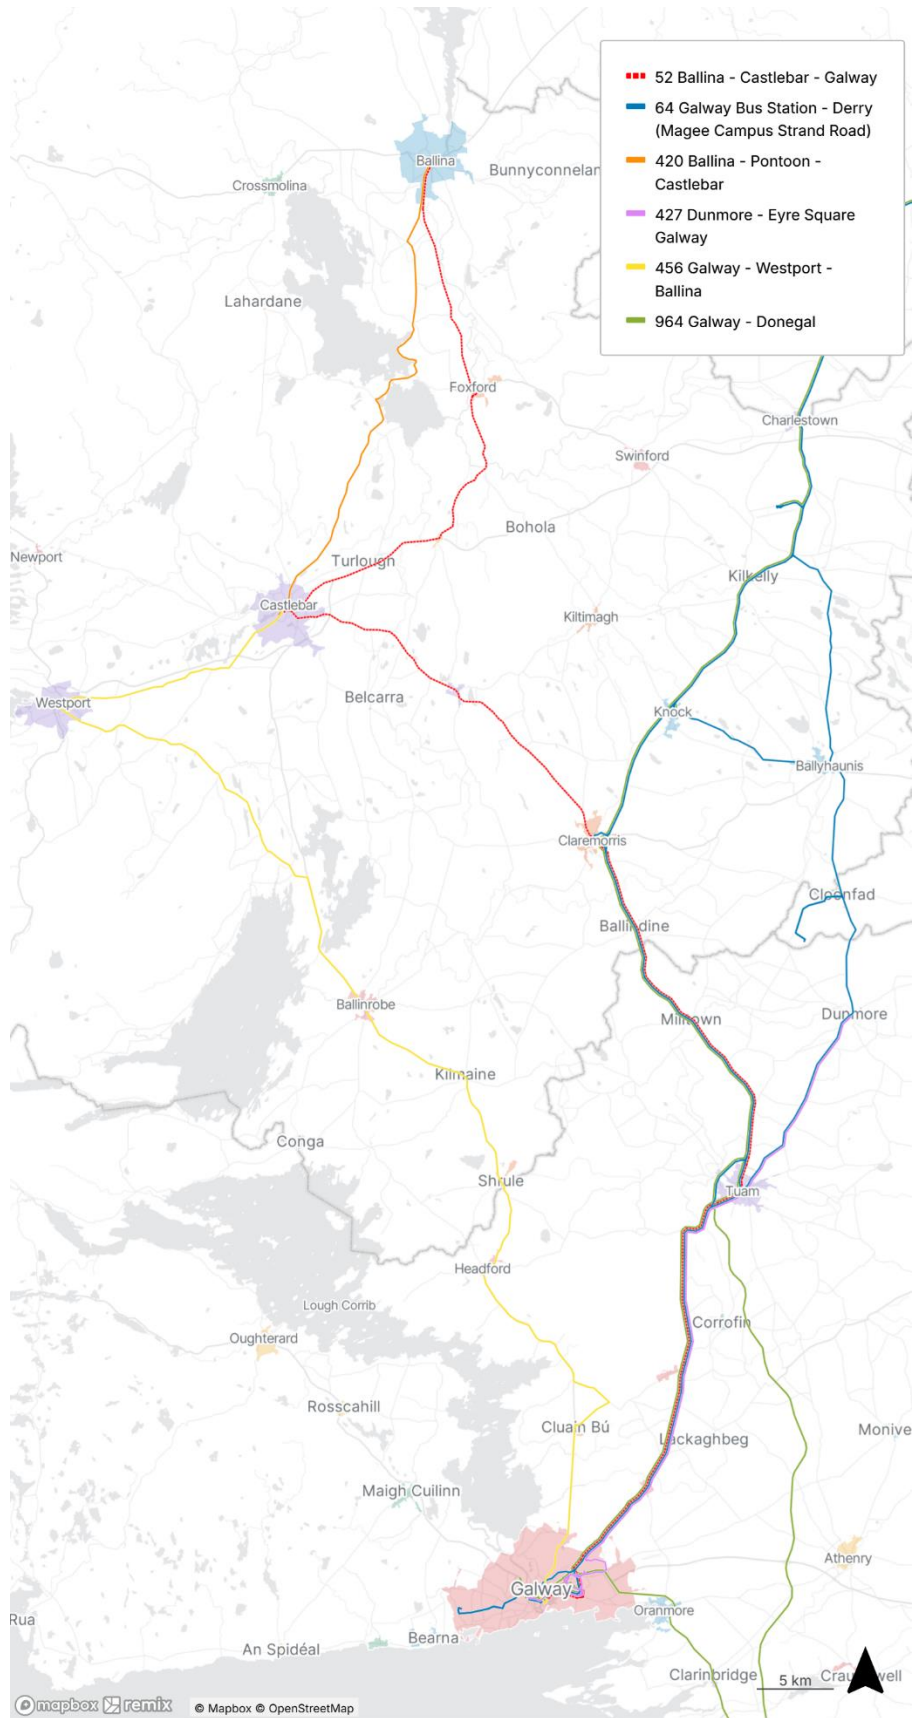 52 Ballina - Castlebar - Galway
64 Galway Bus Station - Derry
(Magee Campus Strand Road)
420 Ballina - Pontoon -
Castlebar
427 Dunmore - Eyre Square
Galway
456 Galway - Westport -
Ballina
964 Galway - Donegal
Ballina
Bunnyconnelan
Crossmolina
Lahardane
Foxford
Charlestown
Swinford
Bohola
Newport
Turlough
Kilkelly
Castlebar
Kiltimagh
Belcarra
Westport
Knock
Ballyhaunis
Claremorris
Cloonfad
Ballindine
Ballinrobe
Milltown
Dunmore
Kilmaine
Conga
Shrule
Tuam
Headford
Lough Corrib
Corrofin
Oughterard
Rosscahill
Cluain Bú
Lackaghbeg
Monive
Maigh Cuilinn
Athenry
Galway
Oranmore
Rua
Bearna
An Spidéal
Clarinbridge
5 km
mapbox remix
© Mapbox © OpenStreetMap